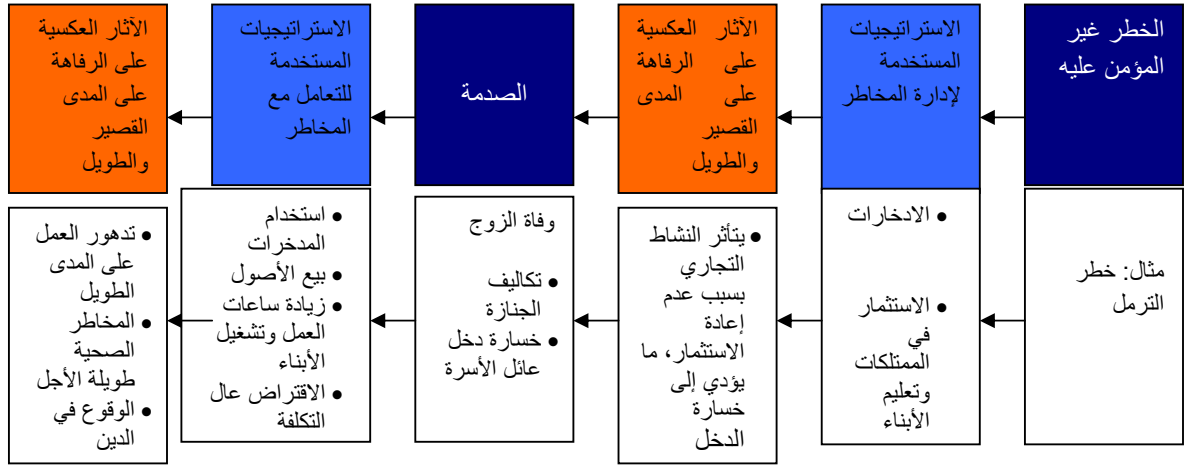 الخطر غير
المؤمن عليه
الاستراتيجيات
المستخدمة
لإدارة المخاطر
الآثار العكسية
على الرفاهة
على المدى
القصير
والطويل
الصدمة
الاستراتيجيات
المستخدمة
للتعامل مع
المخاطر
الآثار العكسية
على الرفاهة
على المدى
القصير
والطويل
مثال: خطر
الترمل
• الادخارات
• الاستثمار
في
الممتلكات
وتعليم
الأبناء
• يتأثر النشاط
التجاري
بسبب عدم
إعادة
الاستثمار، ما
يؤدي إلى
خسارة
الدخل
وفاة الزوج
• تكاليف
الجنازة
• خسارة دخل
عائل الأسرة
• استخدام
المدخرات
• بيع الأصول
• زيادة ساعات
العمل وتشغيل
الأبناء
• الاقتراض عال
التكلفة
• تدهور العمل
على المدى
الطويل
• المخاطر
الصحية
طويلة الأجل
• الوقوع في
الدين